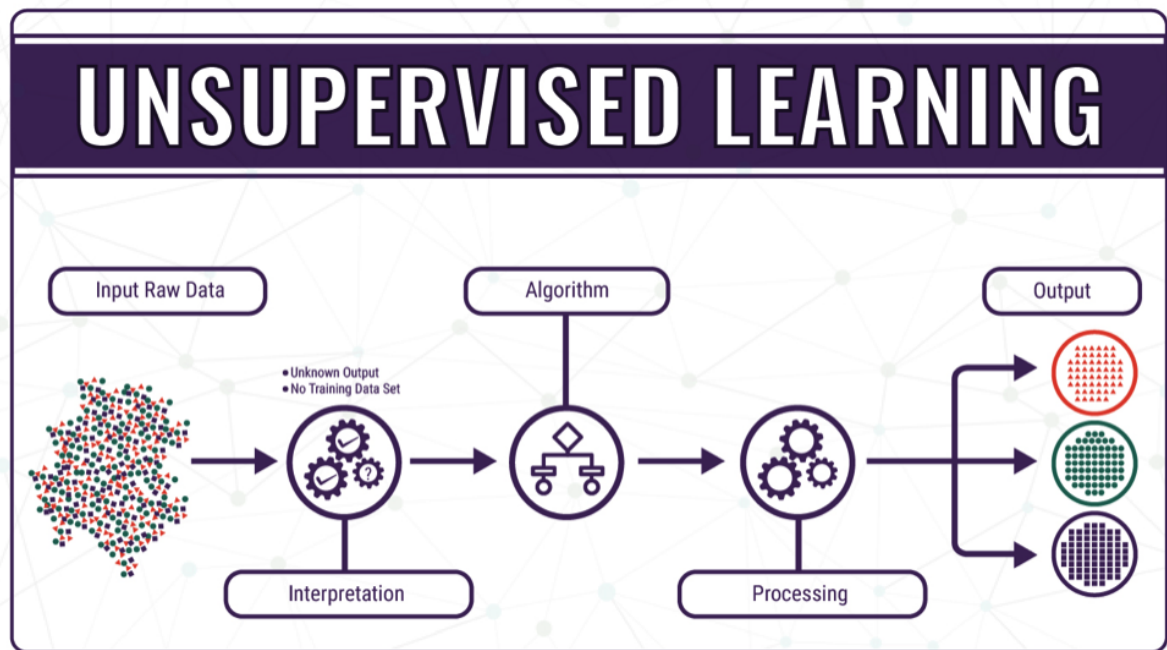 UNSUPERVISED LEARNING
Input Raw Data
Algorithm
Output
• Unknown Output
• No Training Data Set
?
Interpretation
Processing